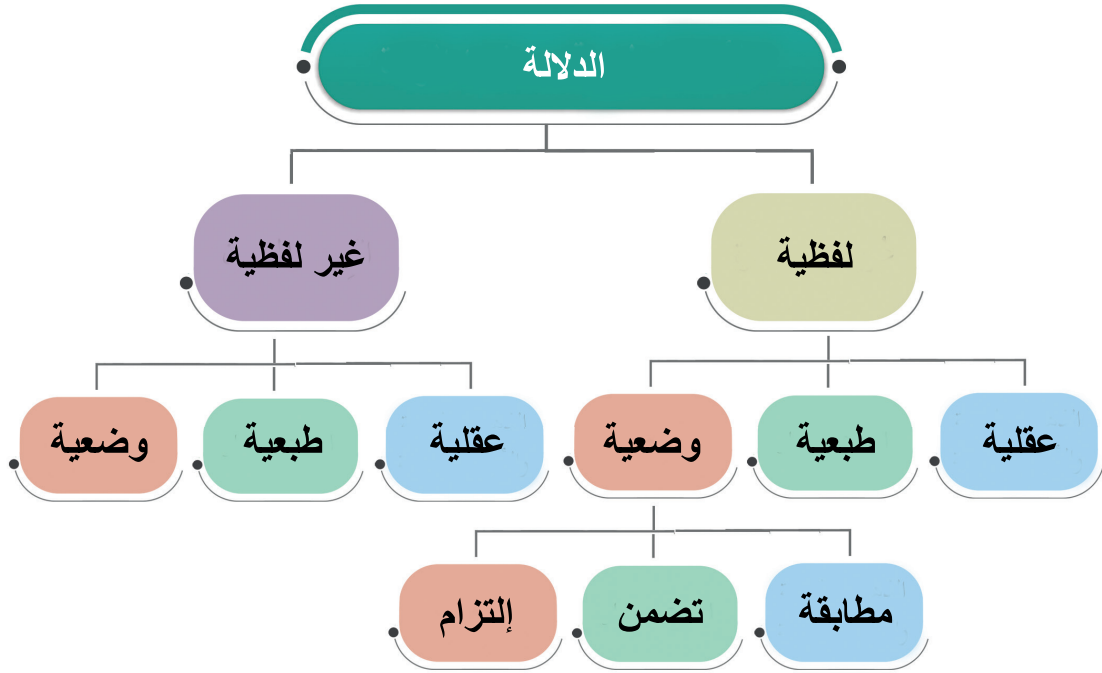 الدلالة
لفظية
غير لفظية
عقلية
طبعية
وضعية
عقلية
طبعية
وضعية
مطابقة
تضمن
إلتزام